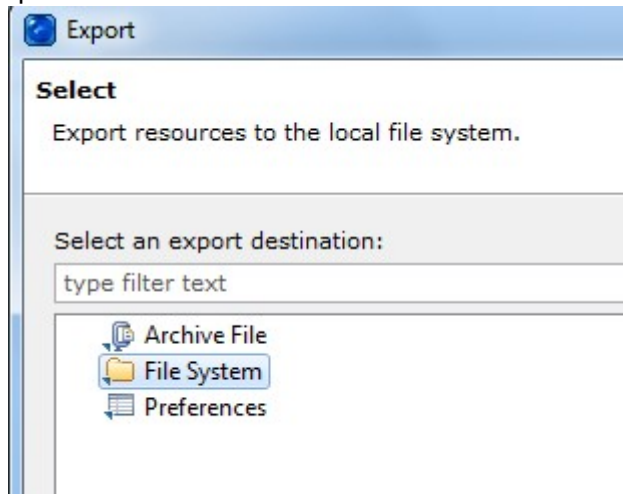 Export
Select
Export resources to the local file system.
Select an export destination:
type filter text
Archive File
File System
Preferences